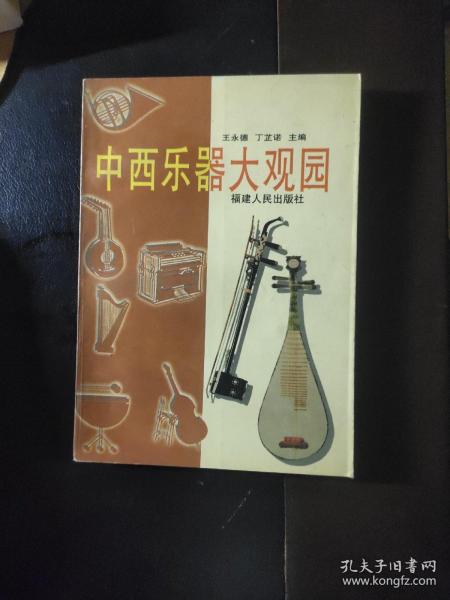 王永德 丁芷诺 主编
中西乐器大观园
福建人民出版社
孔夫子旧书网
www.kongfz.com